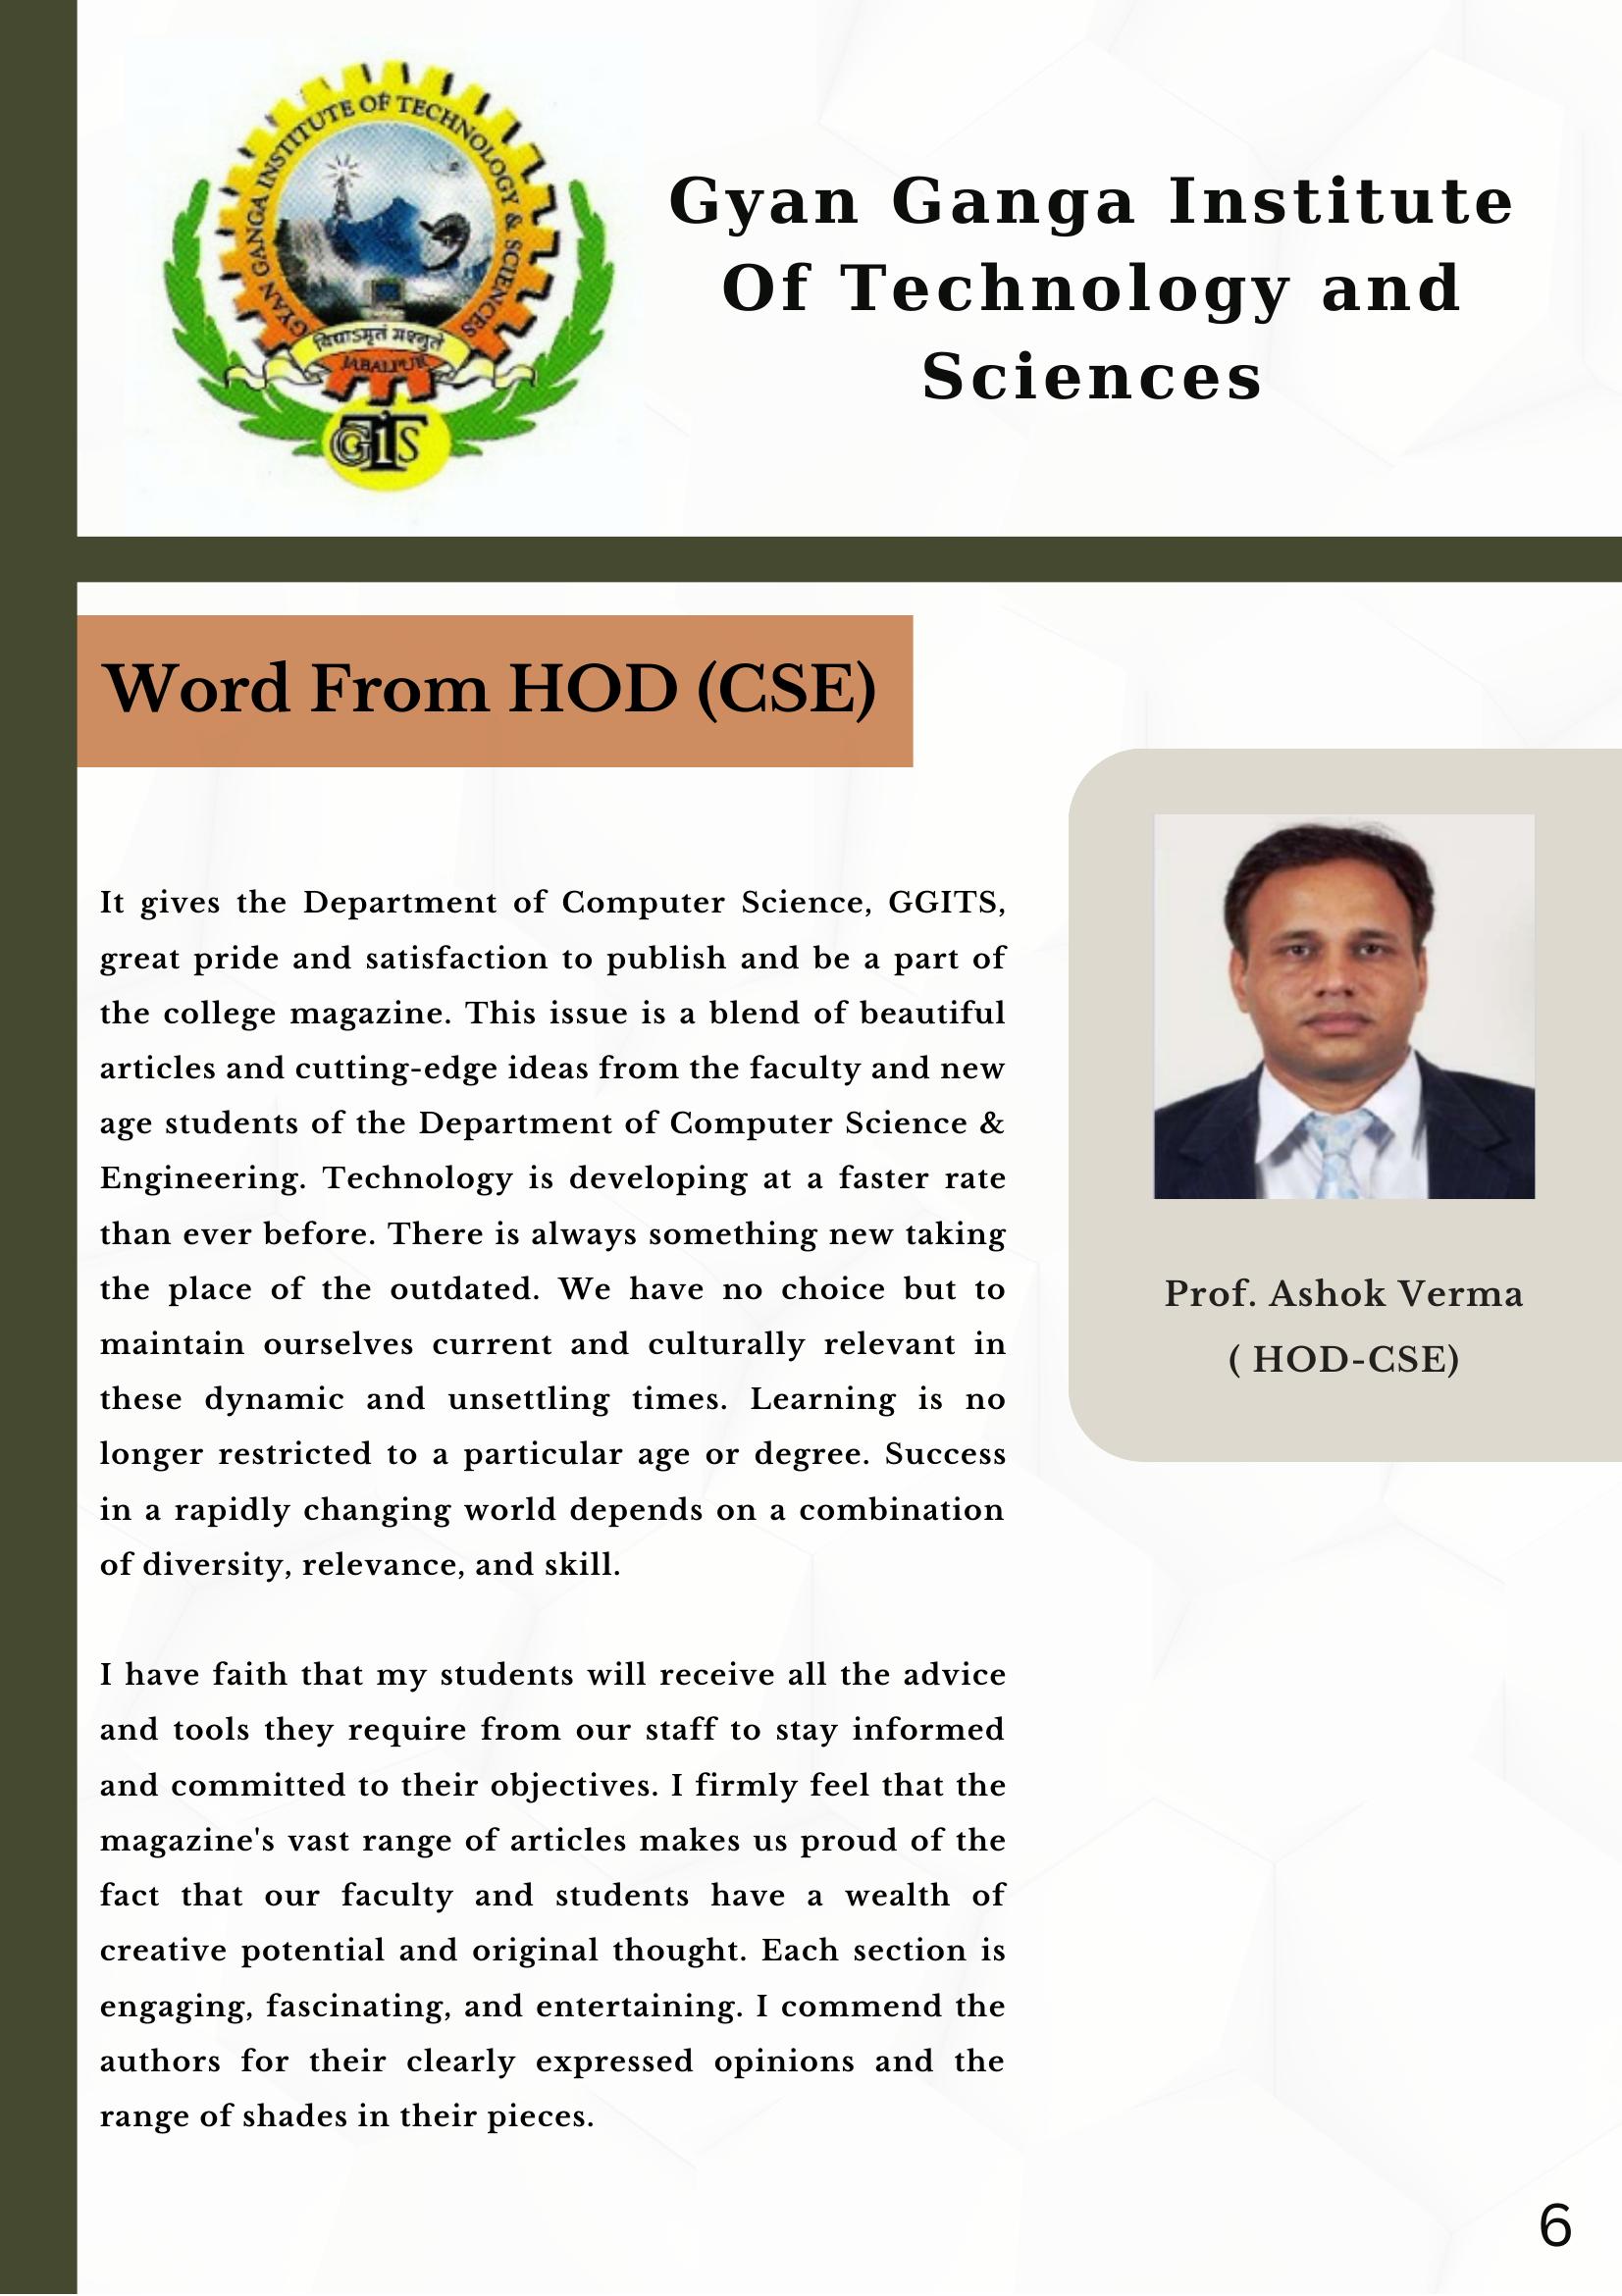 GYAN GANGA INSTITUTE OF TECHNOLOGY & SCIENCES
विद्याऽमृतं मश्नुते
JABALPUR
GGITS
Gyan Ganga Institute
Of Technology and
Sciences
Word From HOD (CSE)
It gives the Department of Computer Science, GGITS,
great pride and satisfaction to publish and be a part of
the college magazine. This issue is a blend of beautiful
articles and cutting-edge ideas from the faculty and new
age students of the Department of Computer Science &
Engineering. Technology is developing at a faster rate
than ever before. There is always something new taking
the place of the outdated. We have no choice but to
maintain ourselves current and culturally relevant in
these dynamic and unsettling times. Learning is no
longer restricted to a particular age or degree. Success
in a rapidly changing world depends on a combination
of diversity, relevance, and skill.
I have faith that my students will receive all the advice
and tools they require from our staff to stay informed
and committed to their objectives. I firmly feel that the
magazine's vast range of articles makes us proud of the
fact that our faculty and students have a wealth of
creative potential and original thought. Each section is
engaging, fascinating, and entertaining. I commend the
authors for their clearly expressed opinions and the
range of shades in their pieces.
Prof. Ashok Verma
( HOD-CSE)
6